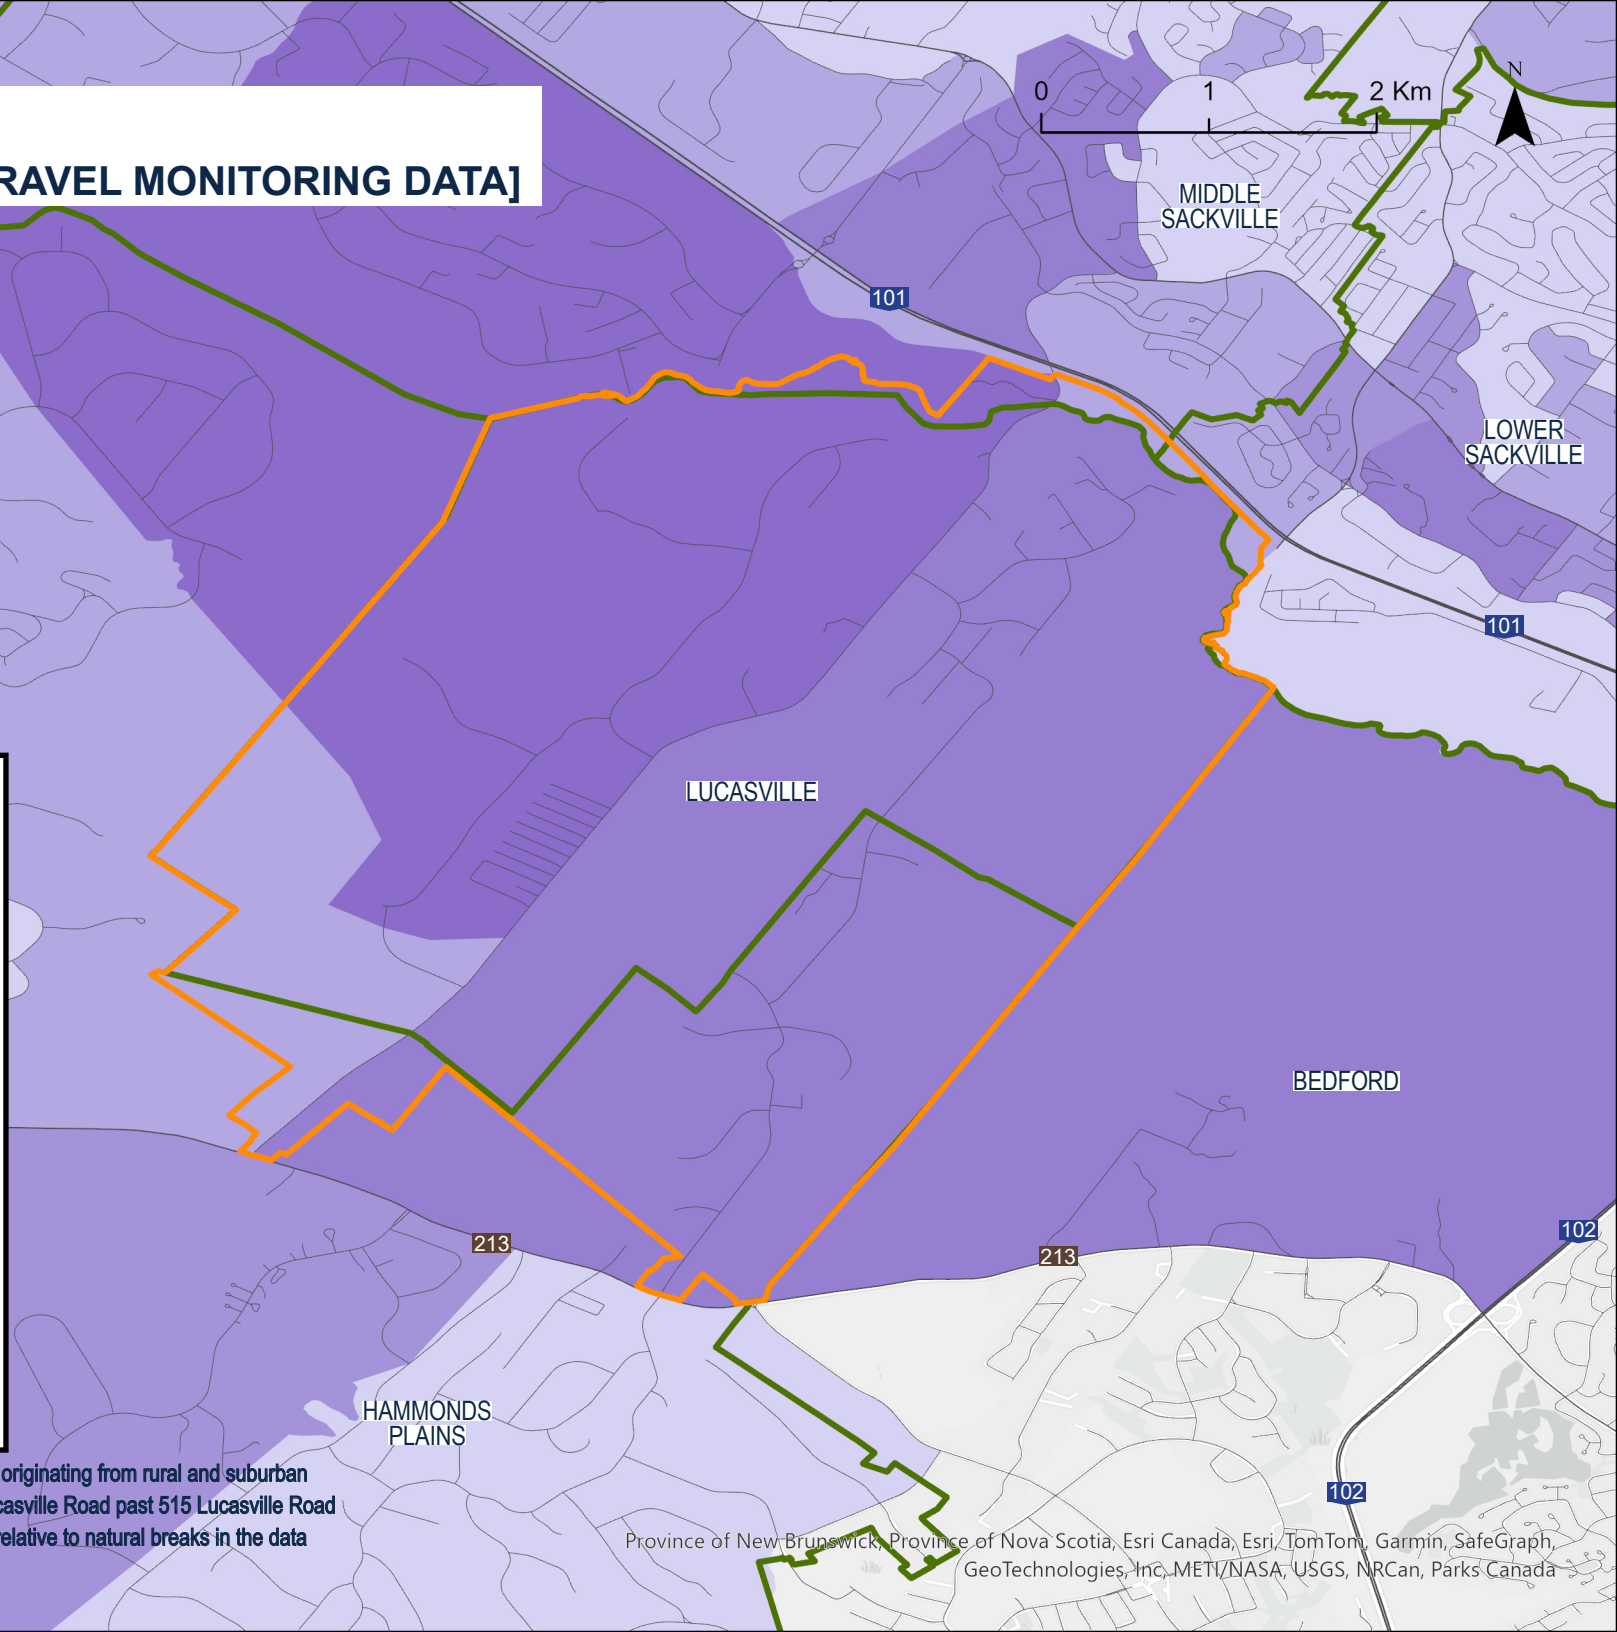 0 1 2 Km
N
RAVEL MONITORING DATA]
MIDDLE
SACKVILLE
101
LOWER
SACKVILLE
101
LUCASVILLE
BEDFORD
102
213
213
HAMMONDS
PLAINS
originating from rural and suburban
casville Road past 515 Lucasville Road
relative to natural breaks in the data
102
Province of New Brunswick, Province of Nova Scotia, Esri Canada, Esri, TomTom, Garmin, SafeGraph,
GeoTechnologies, Inc, METI/NASA, USGS, NRCan, Parks Canada